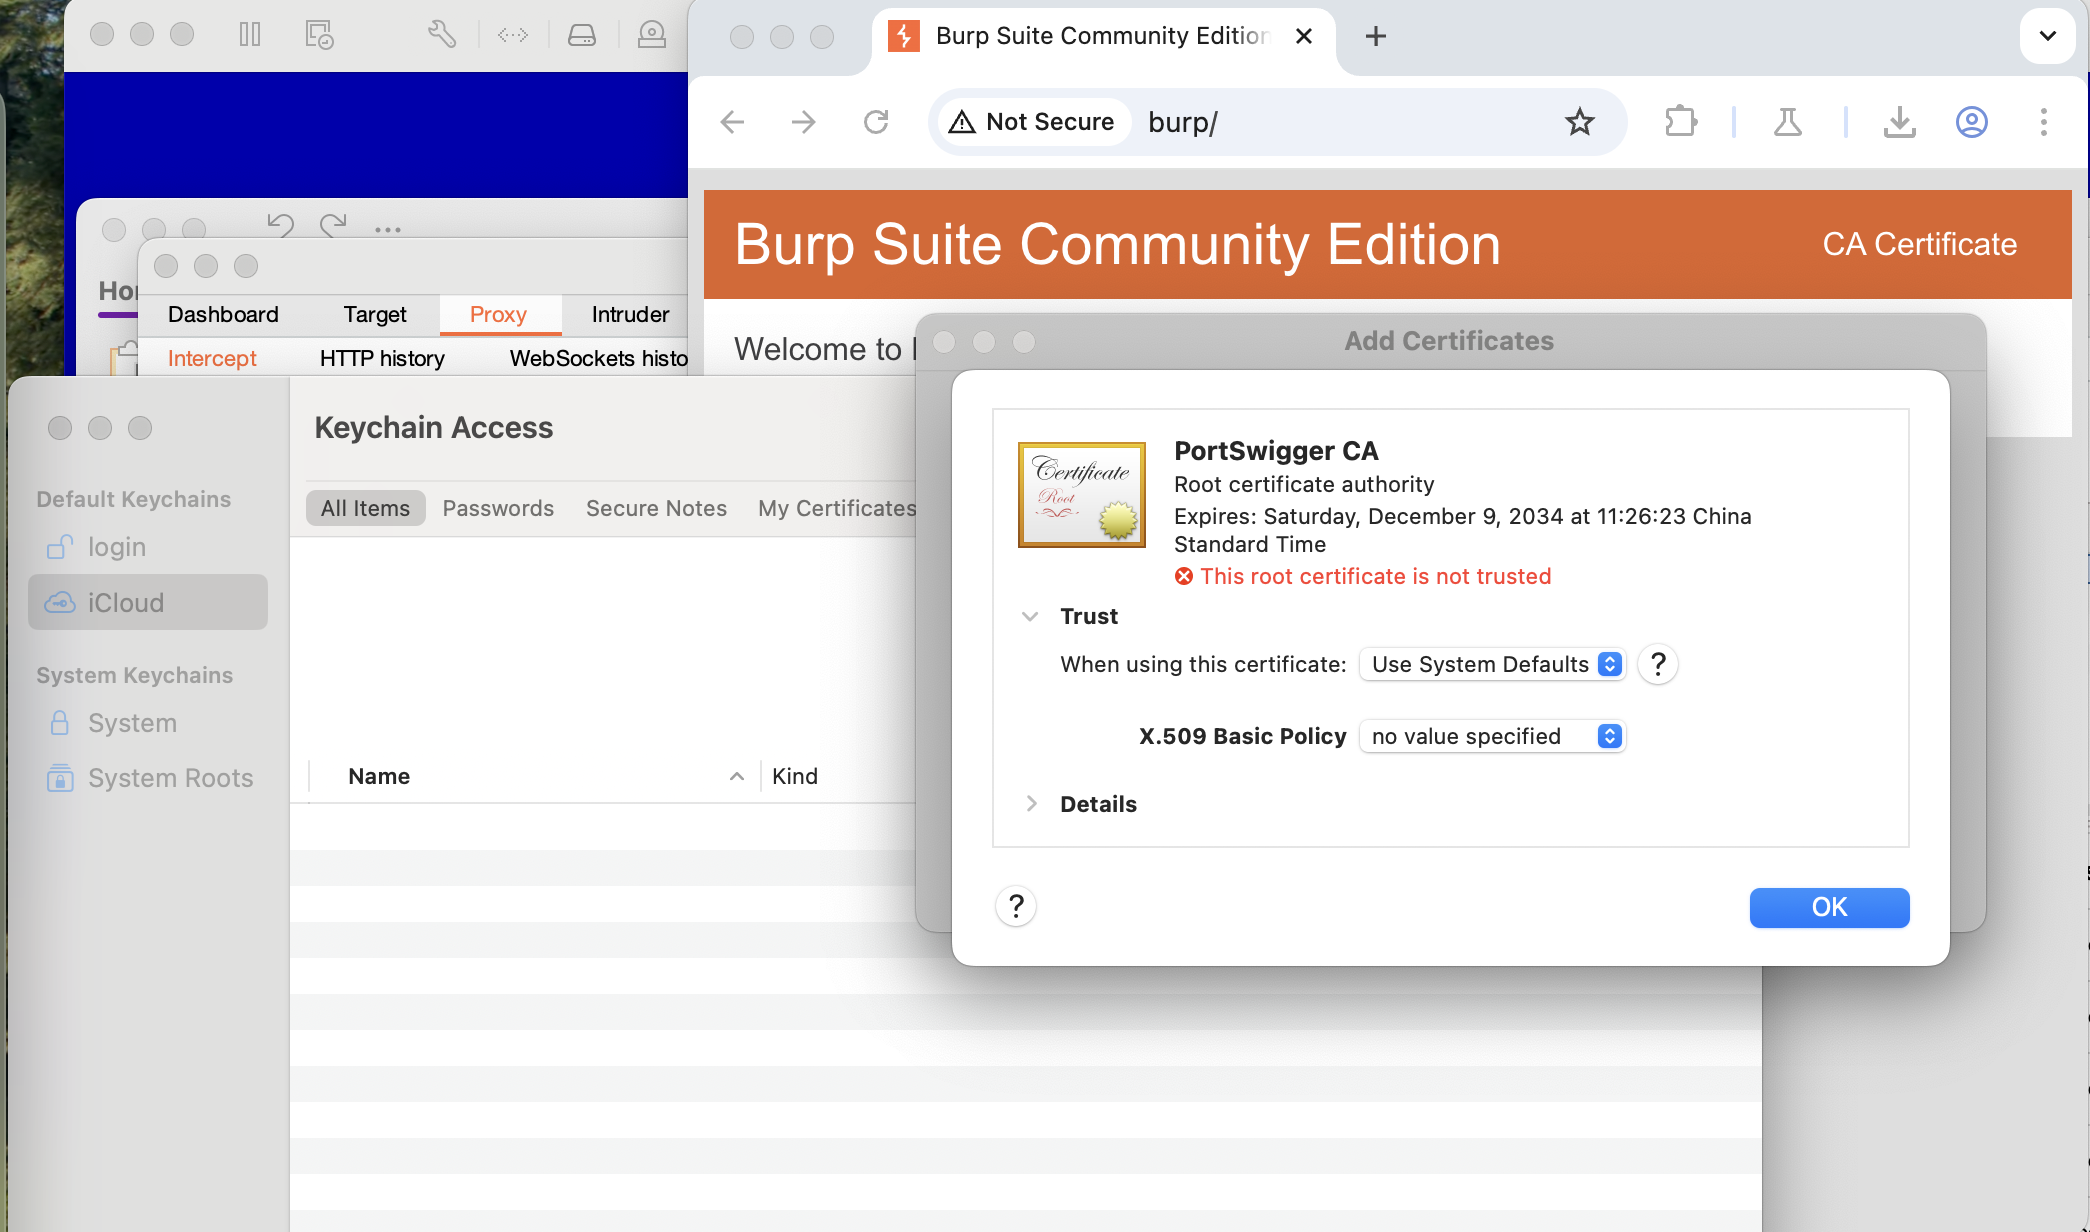 Burp Suite Community Edition
Not Secure
burp/
Burp Suite Community Edition
CA Certificate
Welcome to
Dashboard
Target
Proxy
Intruder
Intercept
HTTP history
WebSockets histo
Add Certificates
Keychain Access
Default Keychains
login
iCloud
System Keychains
System
System Roots
All Items
Passwords
Secure Notes
My Certificates
Name
Kind
Certificate
Root
PortSwigger CA
Root certificate authority
Expires: Saturday, December 9, 2034 at 11:26:23 China
Standard Time
This root certificate is not trusted
Trust
When using this certificate:
Use System Defaults
?
X.509 Basic Policy
no value specified
Details
?
OK